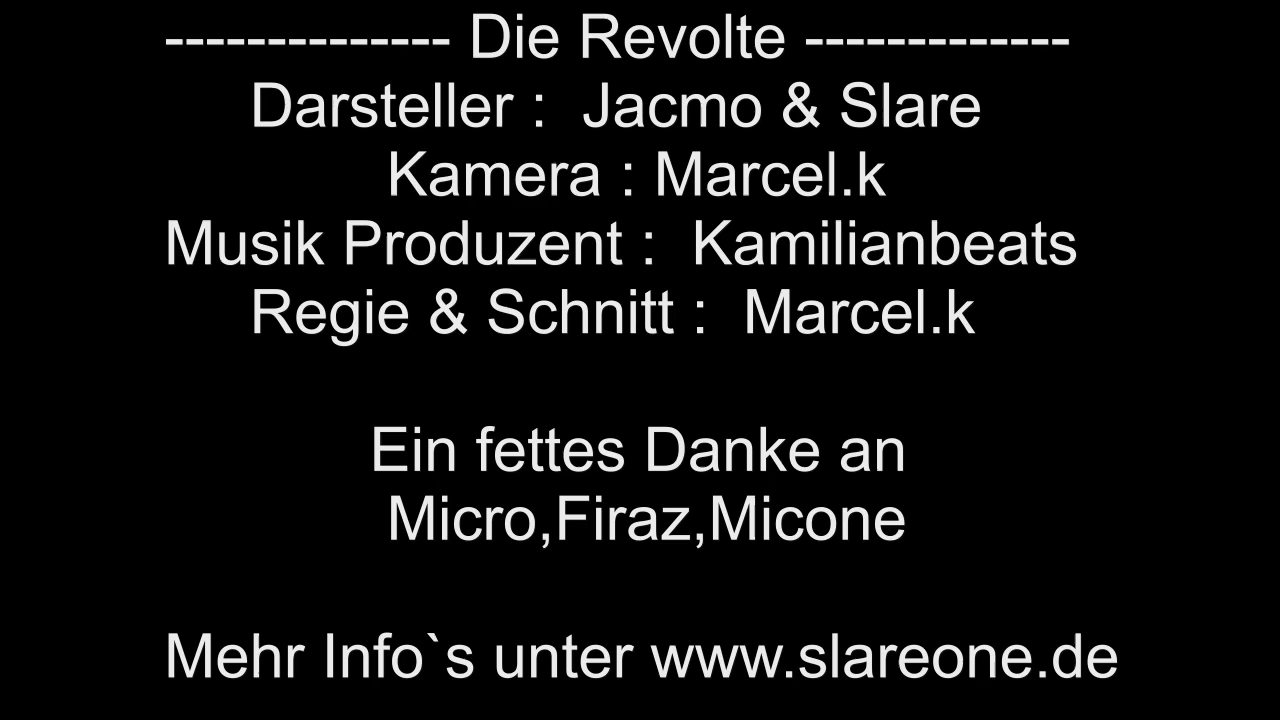 -------------- Die Revolte -------------
Darsteller :  Jacmo & Slare
Kamera : Marcel.k
Musik Produzent :  Kamilianbeats
Regie & Schnitt :  Marcel.k
Ein fettes Danke an
Micro,Firaz,Micone
Mehr Info`s unter www.slareone.de